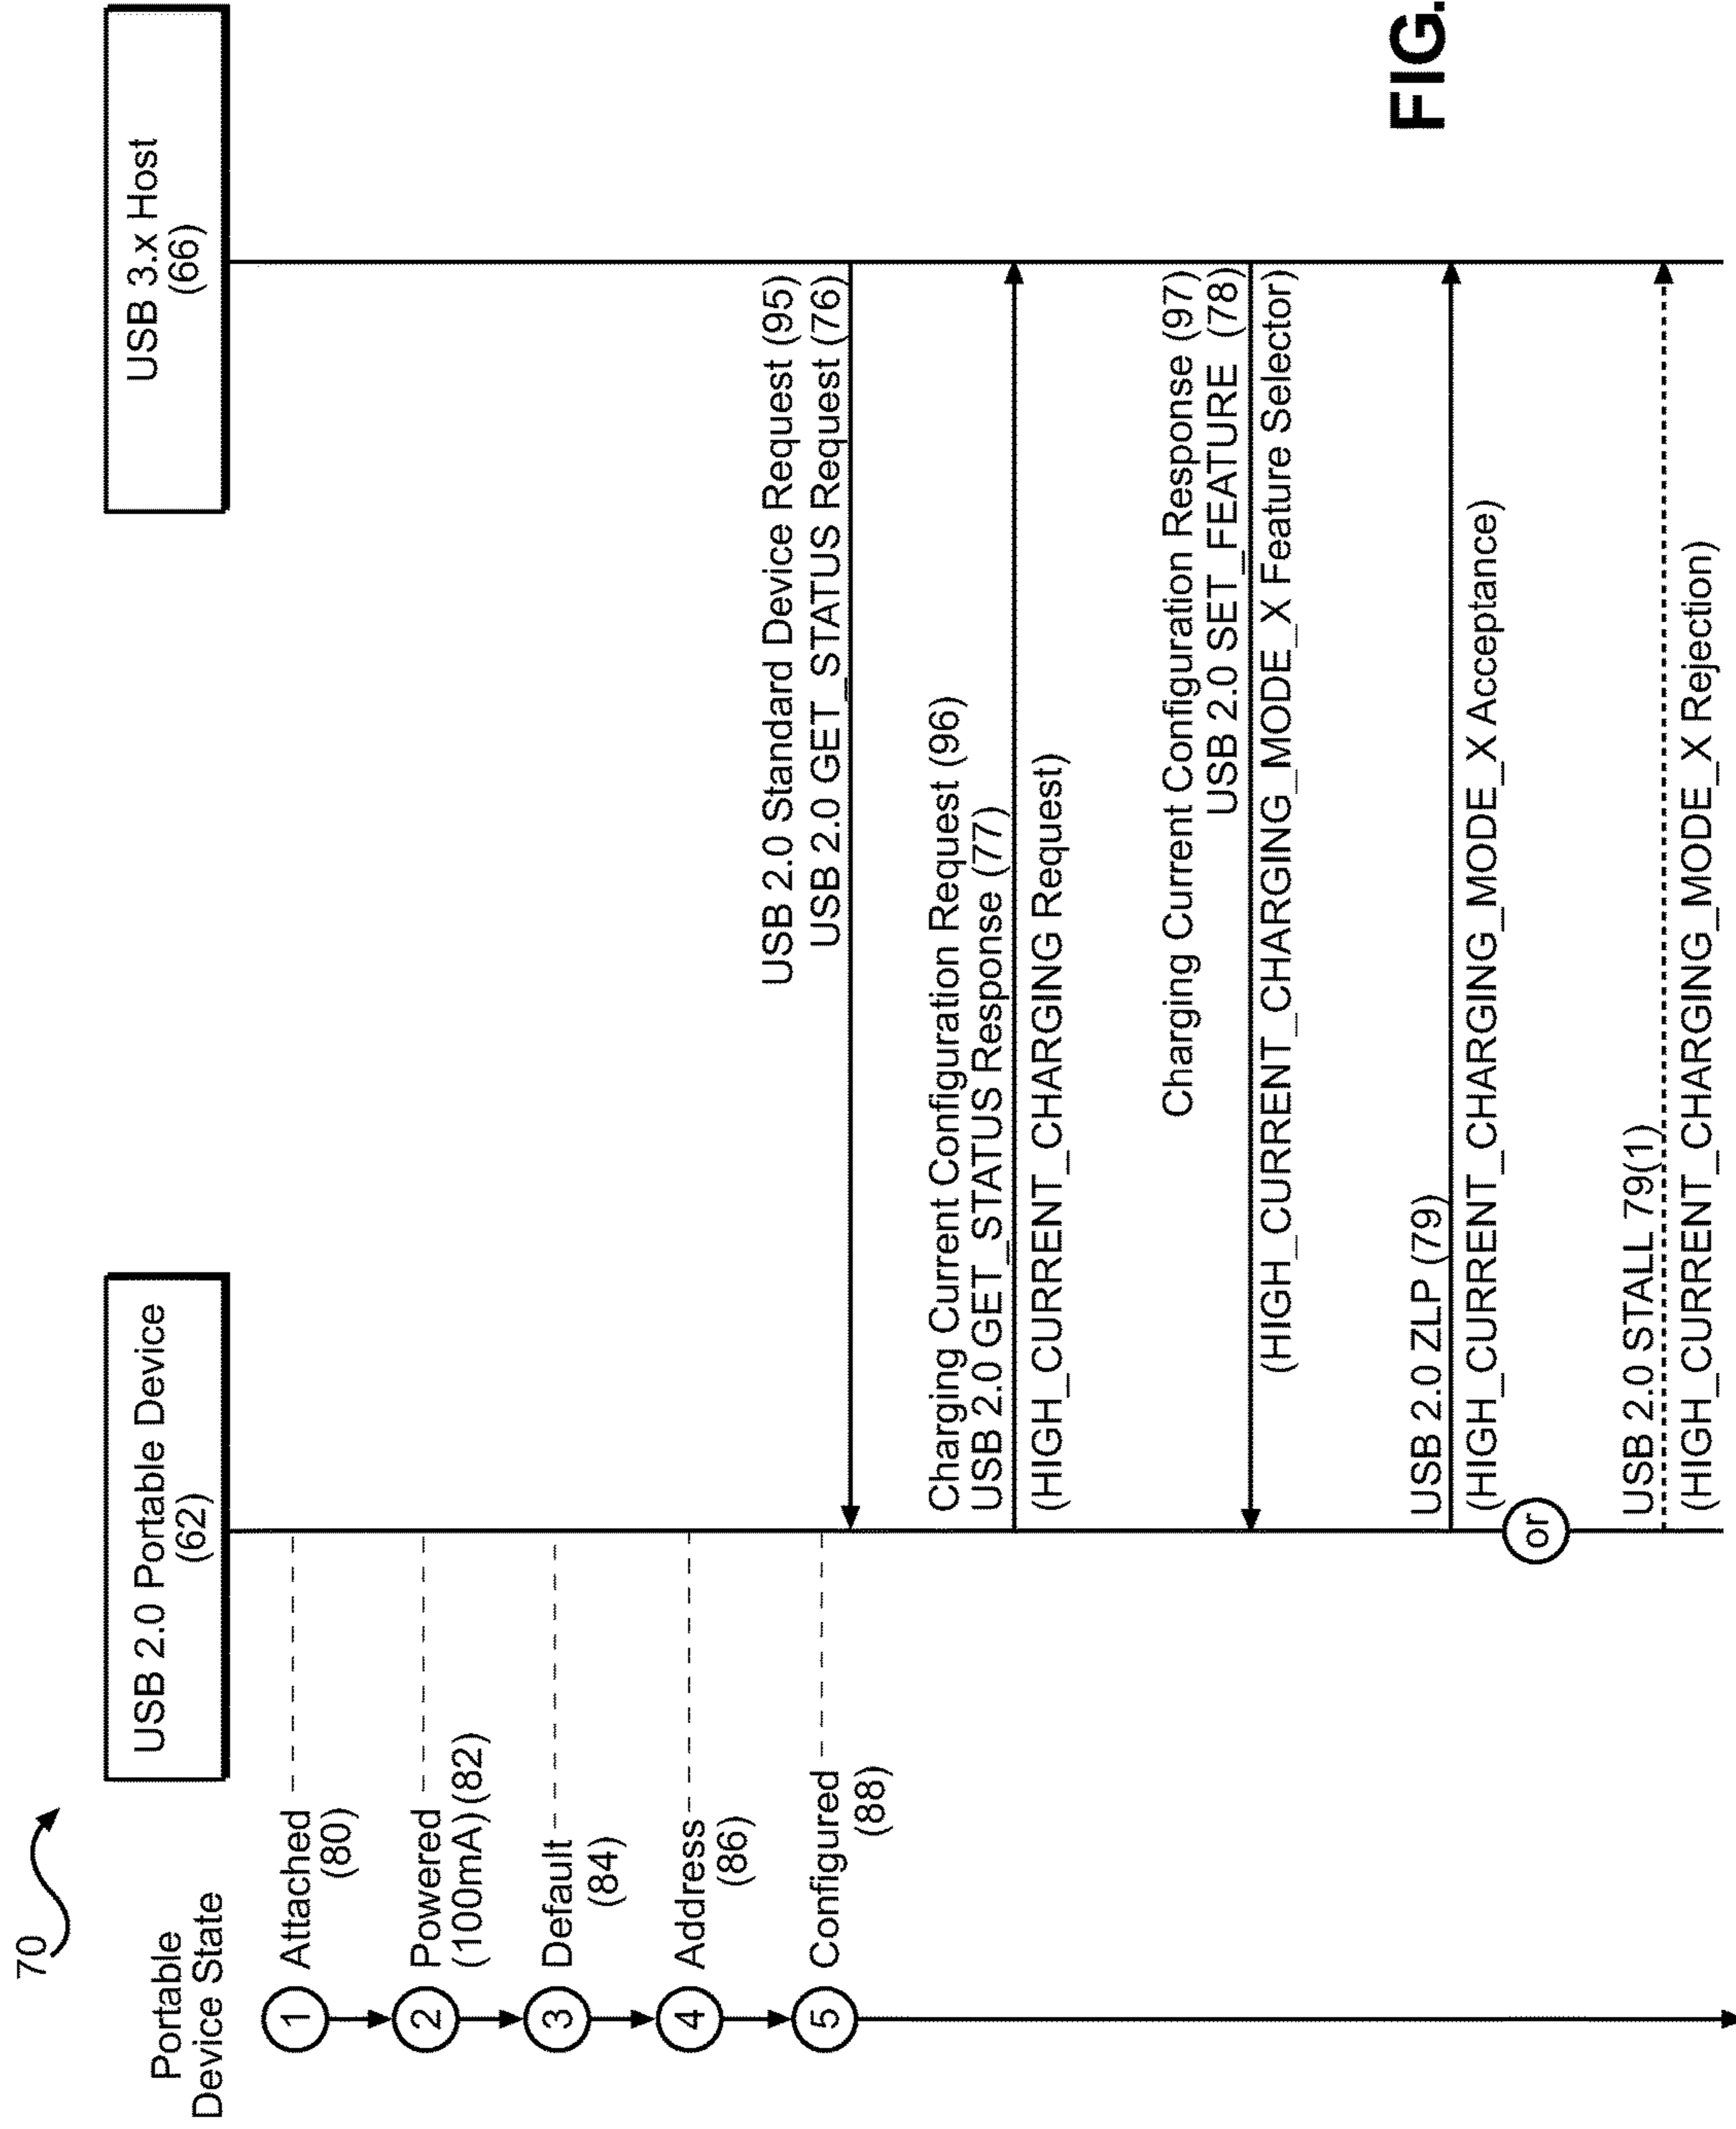 70
Portable
Device State
USB 2.0 Portable Device
(62)
USB 3.x Host
(66)
1
Attached
(80)
2
Powered
(100mA) (82)
3
Default
(84)
4
Address
(86)
5
Configured
(88)
USB 2.0 Standard Device Request (95)
USB 2.0 GET_STATUS Request (76)
Charging Current Configuration Request (96)
USB 2.0 GET_STATUS Response (77)
(HIGH_CURRENT_CHARGING Request)
Charging Current Configuration Response (97)
USB 2.0 SET_FEATURE (78)
(HIGH_CURRENT_CHARGING_MODE_X Feature Selector)
USB 2.0 ZLP (79)
(HIGH_CURRENT_CHARGING_MODE_X Acceptance)
or
USB 2.0 STALL 79(1)
(HIGH_CURRENT_CHARGING_MODE_X Rejection)
FIG.